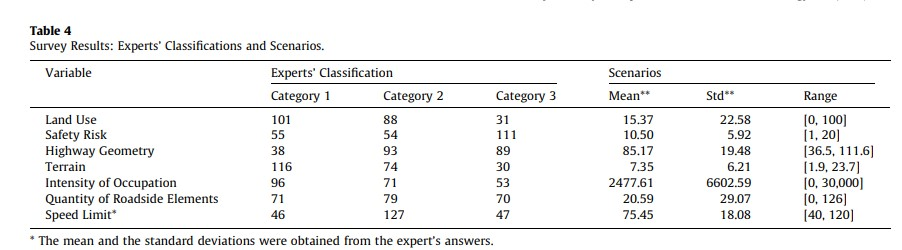 Table 4
Survey Results: Experts' Classifications and Scenarios.
Variable Experts' Classification Scenarios
Category 1 Category 2 Category 3 Mean** Std** Range
Land Use 101 88 31 15.37 22.58 [0, 100]
Safety Risk 55 54 111 10.50 5.92 [1, 20]
Highway Geometry 38 93 89 85.17 19.48 [36.5, 111.6]
Terrain 116 74 30 7.35 6.21 [1.9, 23.7]
Intensity of Occupation 96 71 53 2477.61 6602.59 [0, 30,000]
Quantity of Roadside Elements 71 79 70 20.59 29.07 [0, 126]
Speed Limit* 46 127 47 75.45 18.08 [40, 120]
* The mean and the standard deviations were obtained from the expert's answers.